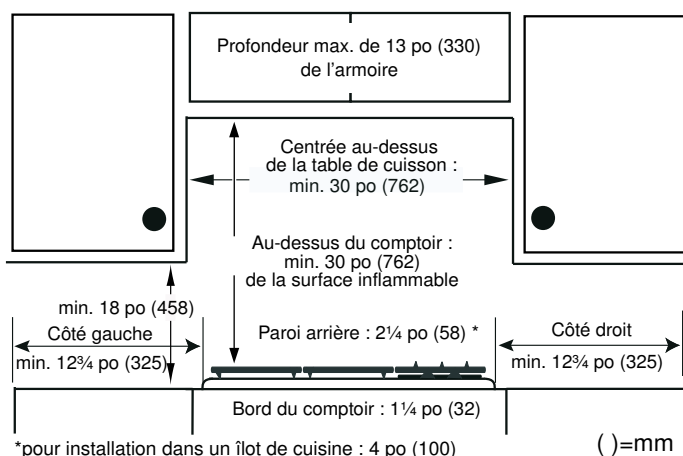 Profondeur max. de 13 po (330)
de l'armoire
Centrée au-dessus
de la table de cuisson :
min. 30 po (762)
Au-dessus du comptoir :
min. 30 po (762)
de la surface inflammable
min. 18 po (458)
Côté gauche
min. 12¾ po (325)
Paroi arrière : 2¼ po (58) *
Côté droit
min. 12¾ po (325)
Bord du comptoir : 1¼ po (32)
*pour installation dans un îlot de cuisine : 4 po (100)
( )=mm